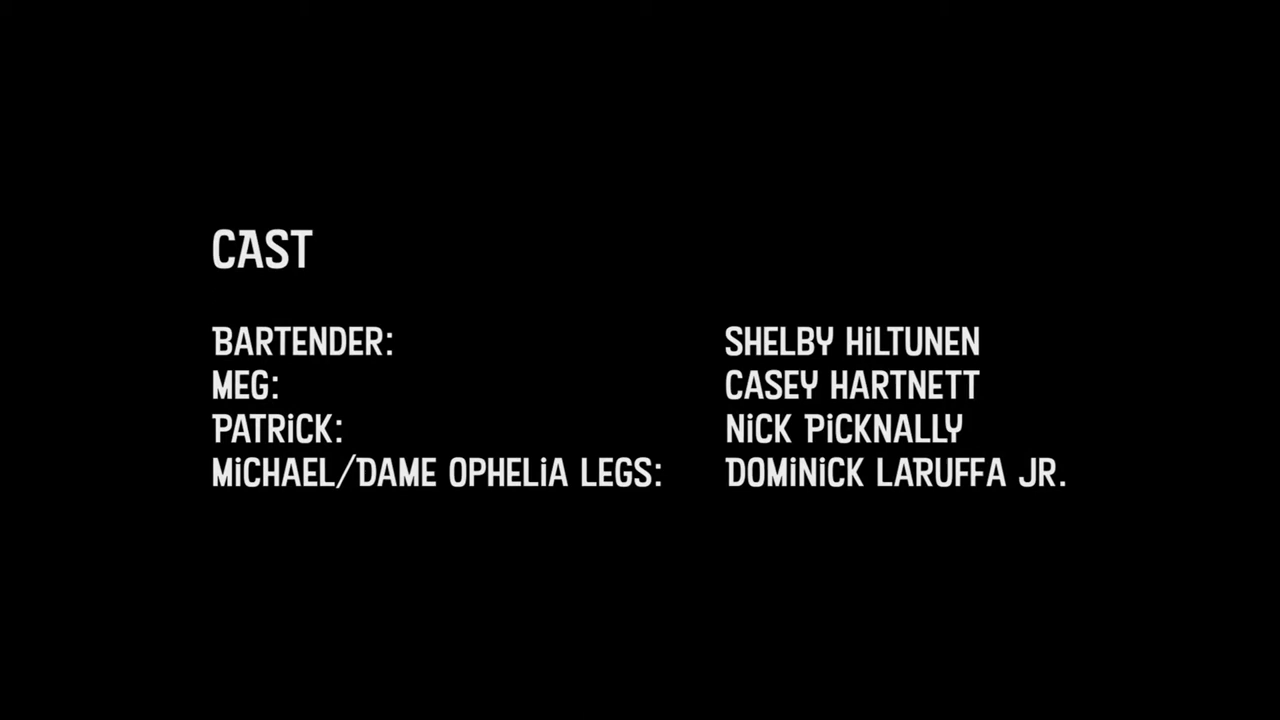 CAST
BARTENDER: SHELBY HiLTUNEN
MEG: CASEY HARTNETT
PATRiCK: NiCK PiCKNALLY
MiCHAEL/DAME OPHELiA LEGS: DOMiNiCK LARUFFA JR.